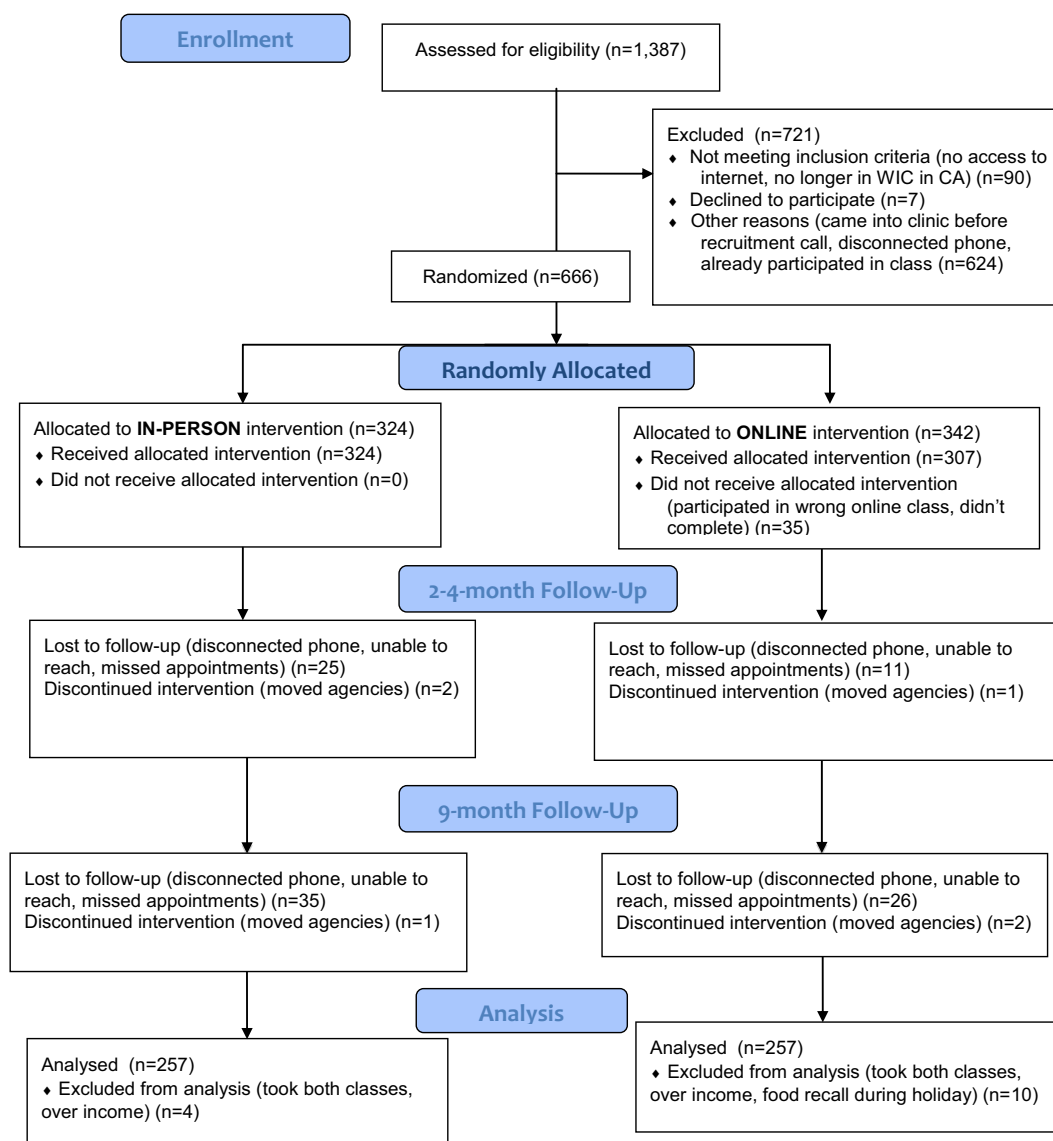 Enrollment
Assessed for eligibility (n=1,387)
Excluded (n=721)
♦ Not meeting inclusion criteria (no access to
internet, no longer in WIC in CA) (n=90)
♦ Declined to participate (n=7)
♦ Other reasons (came into clinic before
recruitment call, disconnected phone,
already participated in class (n=624)
Randomized (n=666)
Randomly Allocated
Allocated to IN-PERSON intervention (n=324)
♦ Received allocated intervention (n=324)
♦ Did not receive allocated intervention (n=0)
Allocated to ONLINE intervention (n=342)
♦ Received allocated intervention (n=307)
♦ Did not receive allocated intervention
(participated in wrong online class, didn't
complete) (n=35)
2-4-month Follow-Up
Lost to follow-up (disconnected phone, unable to
reach, missed appointments) (n=25)
Discontinued intervention (moved agencies) (n=2)
Lost to follow-up (disconnected phone, unable to
reach, missed appointments) (n=11)
Discontinued intervention (moved agencies) (n=1)
9-month Follow-Up
Lost to follow-up (disconnected phone, unable to
reach, missed appointments) (n=35)
Discontinued intervention (moved agencies) (n=1)
Lost to follow-up (disconnected phone, unable to
reach, missed appointments) (n=26)
Discontinued intervention (moved agencies) (n=2)
Analysis
Analysed (n=257)
♦ Excluded from analysis (took both classes,
over income) (n=4)
Analysed (n=257)
♦ Excluded from analysis (took both classes,
over income, food recall during holiday) (n=10)